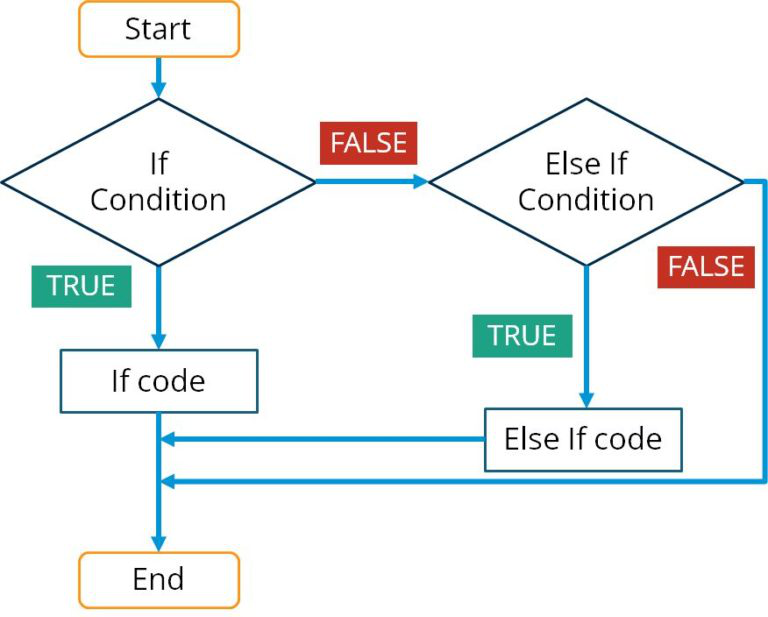 Start
If
Condition
FALSE
Else If
Condition
TRUE
FALSE
TRUE
If code
Else If code
End